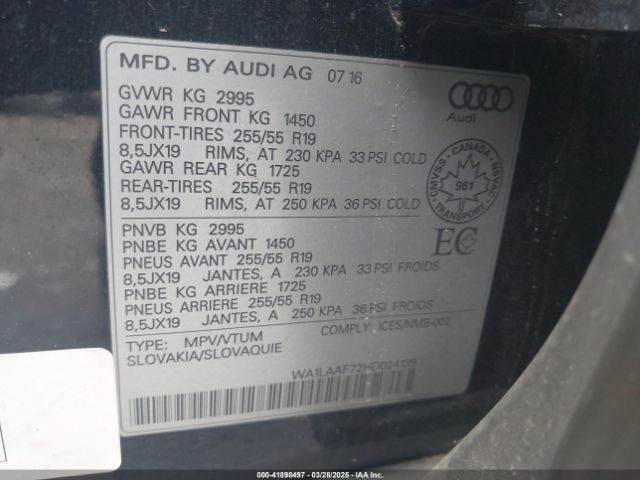 MFD. BY AUDI AG 07 16
Audi
GVWR KG 2995
GAWR FRONT KG 1450
FRONT-TIRES 255/55 R19
8,5JX19 RIMS, AT 230 KPA 33 PSI COLD
GAWR REAR KG 1725
REAR-TIRES 255/55 R19
8,5JX19 RIMS, AT 250 KPA 36 PSI COLD
CMVSS - CANADA - NSVAC
961
TRANSPORT
PNVB KG 2995
PNBE KG AVANT 1450
PNEUS AVANT 255/55 R19
8,5JX19 JANTES, A 230 KPA 33 PSI FROIDS
PNBE KG ARRIERE 1725
PNEUS ARRIERE 255/55 R19
8,5JX19 JANTES, A 250 KPA 36 PSI FROIDS
EC
TYPE: MPV/VTUM COMPLY: ICES/NMB-002
SLOVAKIA/SLOVAQUIE
WA1LAAF72HD024139
000-41898497 - 03/28/2025 - IAAI.COM